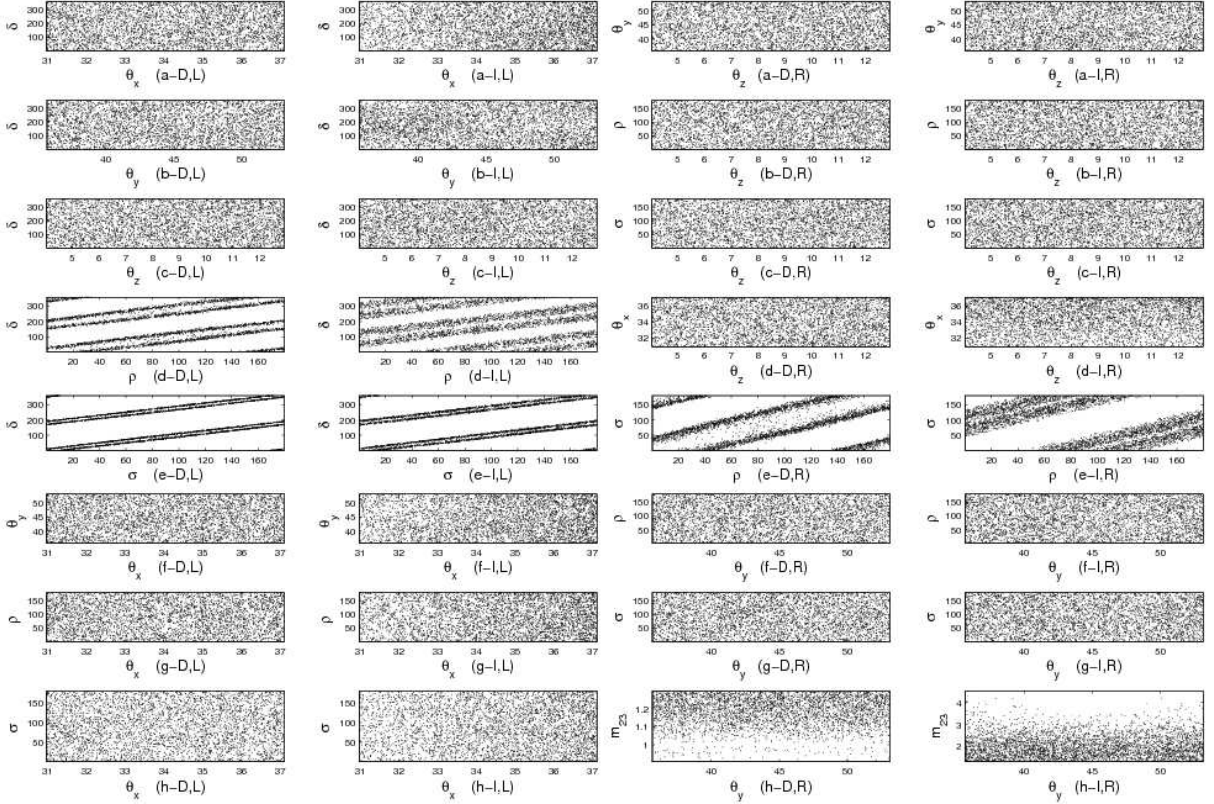 δ
300
200
100
31 32 33 34 35 36 37
θx (a−D,L)
δ
300
200
100
31 32 33 34 35 36 37
θx (a−I,L)
θy
50
45
40
5 6 7 8 9 10 11 12
θz (a−D,R)
θy
50
45
40
5 6 7 8 9 10 11 12
θz (a−I,R)
δ
300
200
100
40 45 50
θy (b−D,L)
δ
300
200
100
40 45 50
θy (b−I,L)
ρ
150
100
50
5 6 7 8 9 10 11 12
θz (b−D,R)
ρ
150
100
50
5 6 7 8 9 10 11 12
θz (b−I,R)
δ
300
200
100
5 6 7 8 9 10 11 12
θz (c−D,L)
δ
300
200
100
5 6 7 8 9 10 11 12
θz (c−I,L)
σ
150
100
50
5 6 7 8 9 10 11 12
θz (c−D,R)
σ
150
100
50
5 6 7 8 9 10 11 12
θz (c−I,R)
δ
300
200
100
20 40 60 80 100 120 140 160
ρ (d−D,L)
δ
300
200
100
20 40 60 80 100 120 140 160
ρ (d−I,L)
θx
36
34
32
5 6 7 8 9 10 11 12
θz (d−D,R)
θx
36
34
32
5 6 7 8 9 10 11 12
θz (d−I,R)
δ
300
200
100
20 40 60 80 100 120 140 160
σ (e−D,L)
δ
300
200
100
20 40 60 80 100 120 140 160
σ (e−I,L)
σ
150
100
50
20 40 60 80 100 120 140 160
ρ (e−D,R)
σ
150
100
50
20 40 60 80 100 120 140 160
ρ (e−I,R)
θy
50
45
40
31 32 33 34 35 36 37
θx (f−D,L)
θy
50
45
40
31 32 33 34 35 36 37
θx (f−I,L)
ρ
150
100
50
40 45 50
θy (f−D,R)
ρ
150
100
50
40 45 50
θy (f−I,R)
ρ
150
100
50
31 32 33 34 35 36 37
θx (g−D,L)
ρ
150
100
50
31 32 33 34 35 36 37
θx (g−I,L)
σ
150
100
50
40 45 50
θy (g−D,R)
σ
150
100
50
40 45 50
θy (g−I,R)
σ
150
100
50
31 32 33 34 35 36 37
θx (h−D,L)
σ
150
100
50
31 32 33 34 35 36 37
θx (h−I,L)
m23
1.2
1.1
1
40 45 50
θy (h−D,R)
m23
4
3
2
40 45 50
θy (h−I,R)